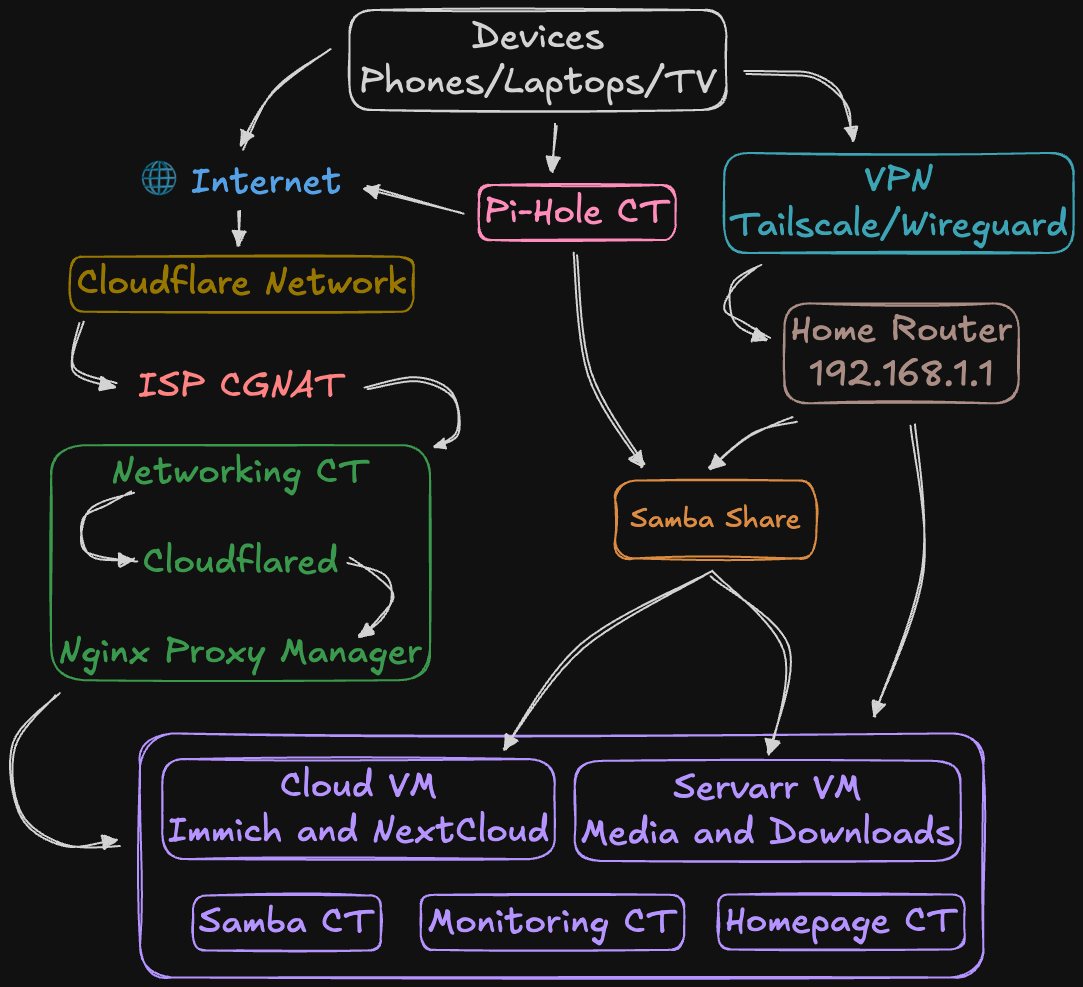 Devices
Phones/Laptops/TV
Internet
Pi-Hole CT
VPN
Tailscale/Wireguard
Cloudflare Network
Home Router
192.168.1.1
ISP CGNAT
Networking CT
Cloudflared
Nginx Proxy Manager
Samba Share
Cloud VM
Immich and NextCloud
Servarr VM
Media and Downloads
Samba CT
Monitoring CT
Homepage CT